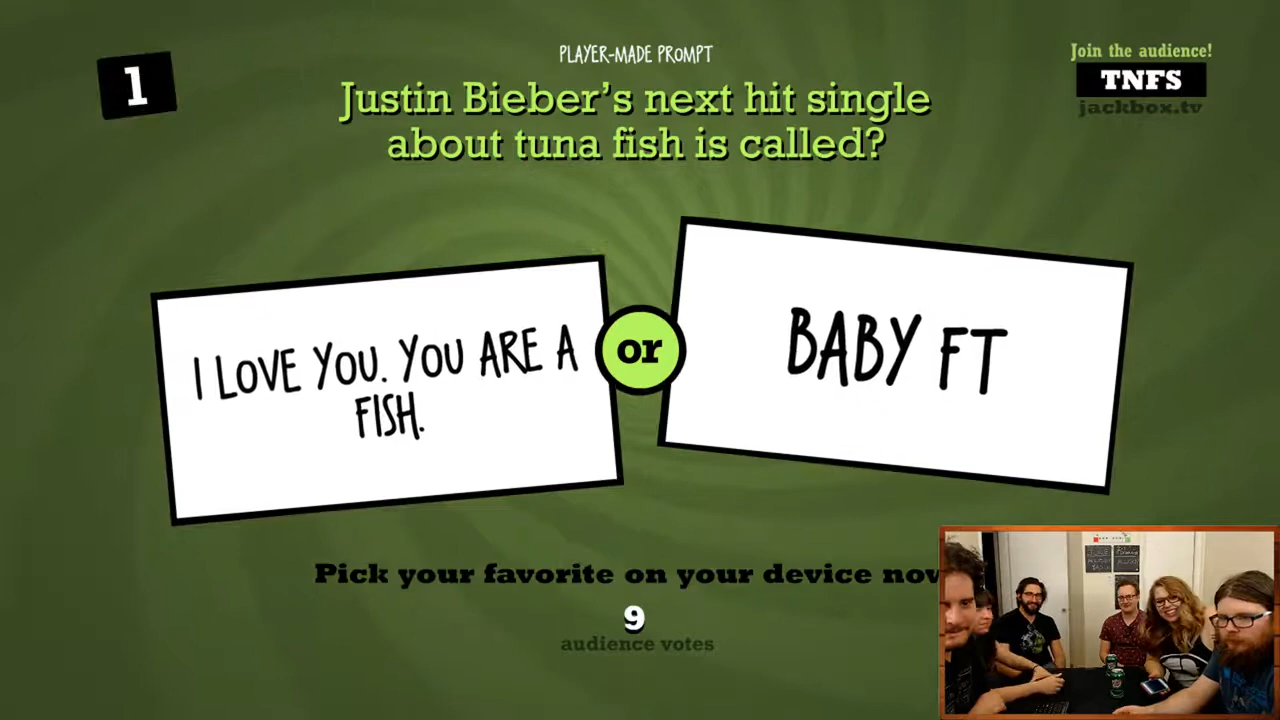 PLAYER-MADE PROMPT
Join the audience!
1
Justin Bieber's next hit single
TNFS
about tuna fish is called?
jackbox.tv
I LOVE YOU. YOU ARE A
FISH.
or
BABY FT
Pick your favorite on your device now
9
audience votes